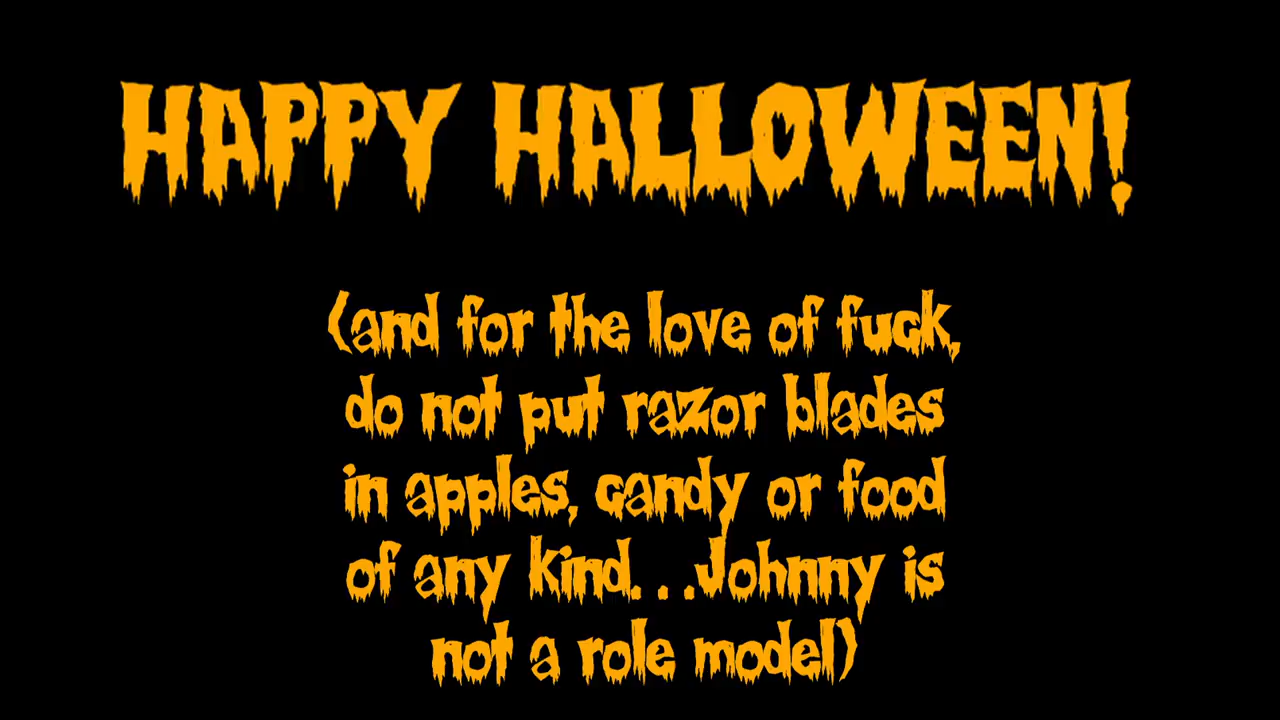 HAPPY HALLOWEEN!
(and for the love of fuck,
do not put razor blades
in apples, candy or food
of any kind. . .Johnny is
not a role model)